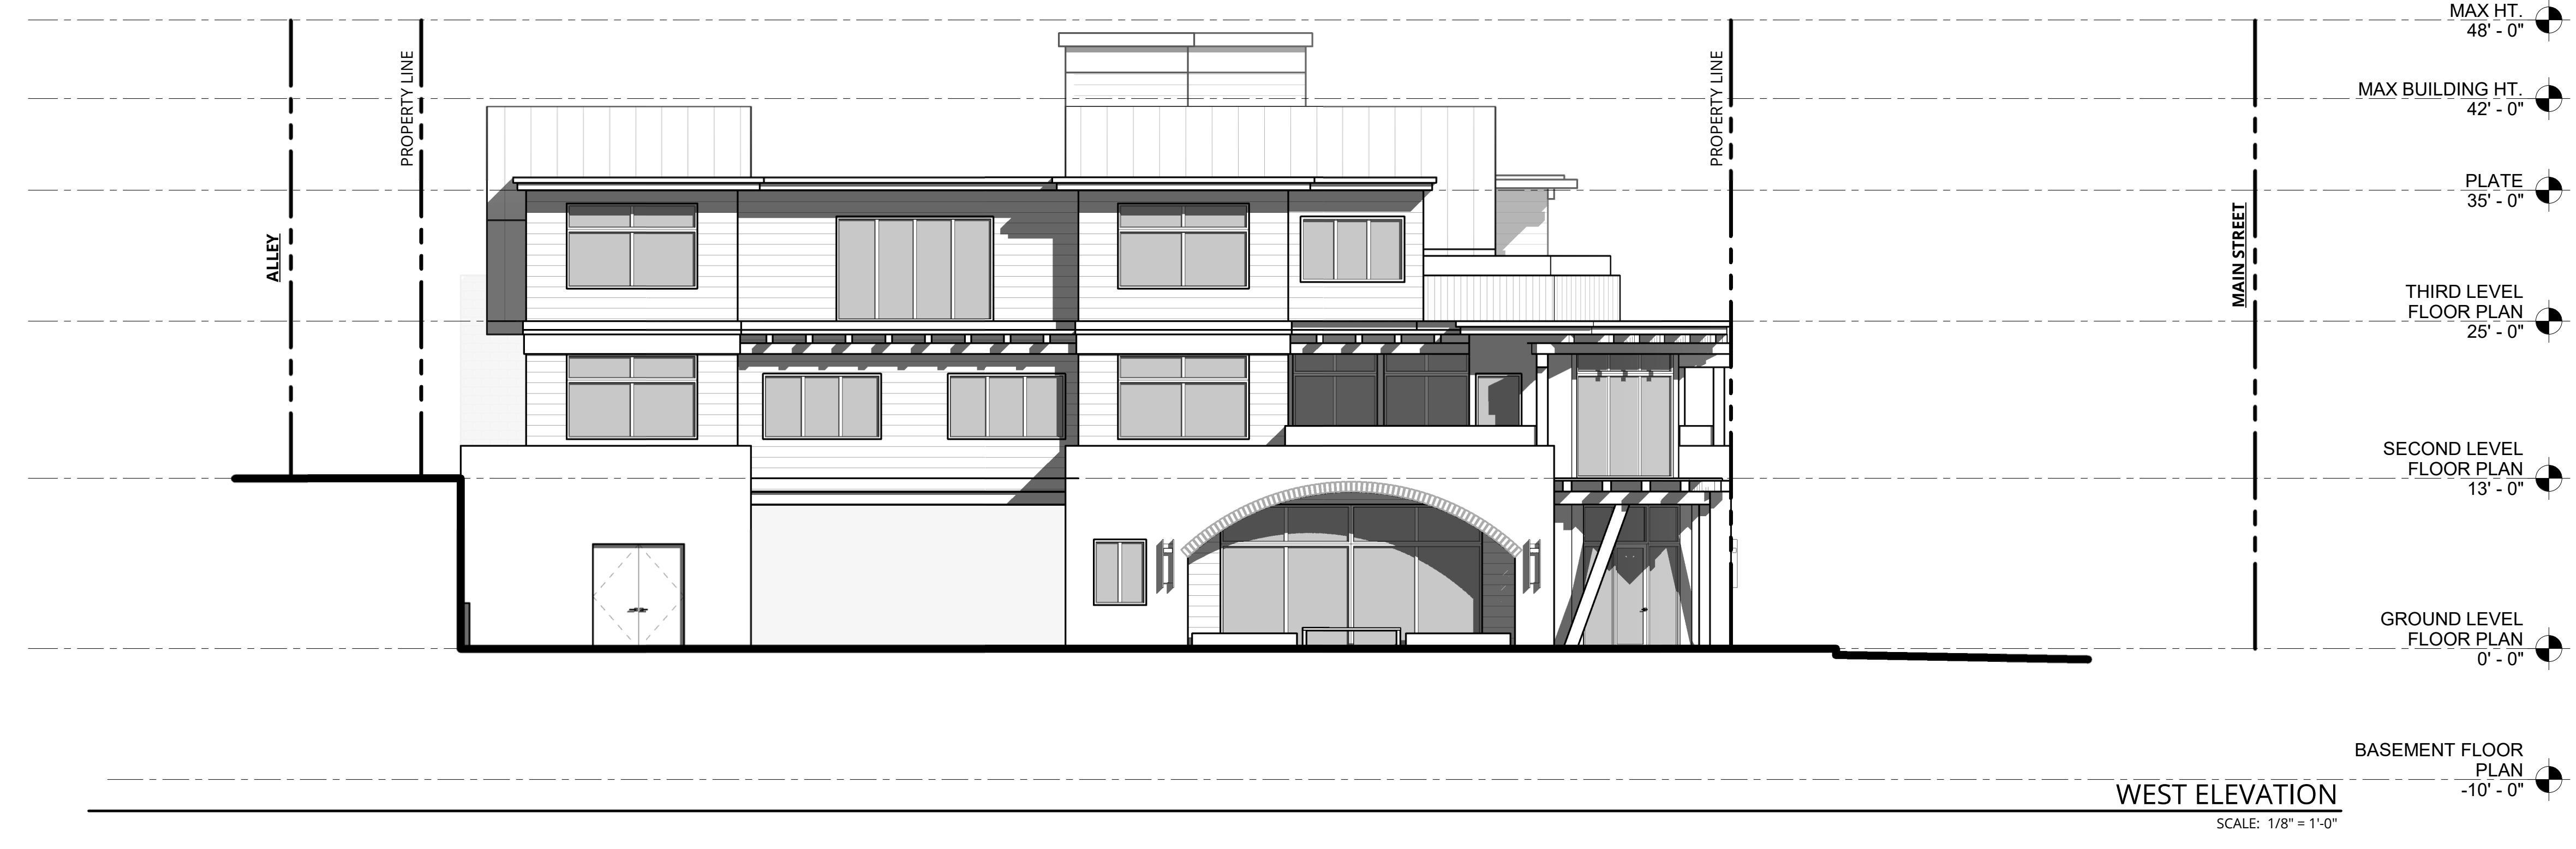 MAX HT.
48' - 0"
MAX BUILDING HT.
42' - 0"
PROPERTY LINE
PROPERTY LINE
PLATE
35' - 0"
ALLEY
MAIN STREET
THIRD LEVEL
FLOOR PLAN
25' - 0"
SECOND LEVEL
FLOOR PLAN
13' - 0"
GROUND LEVEL
FLOOR PLAN
0' - 0"
BASEMENT FLOOR
PLAN
-10' - 0"
WEST ELEVATION
SCALE: 1/8" = 1'-0"